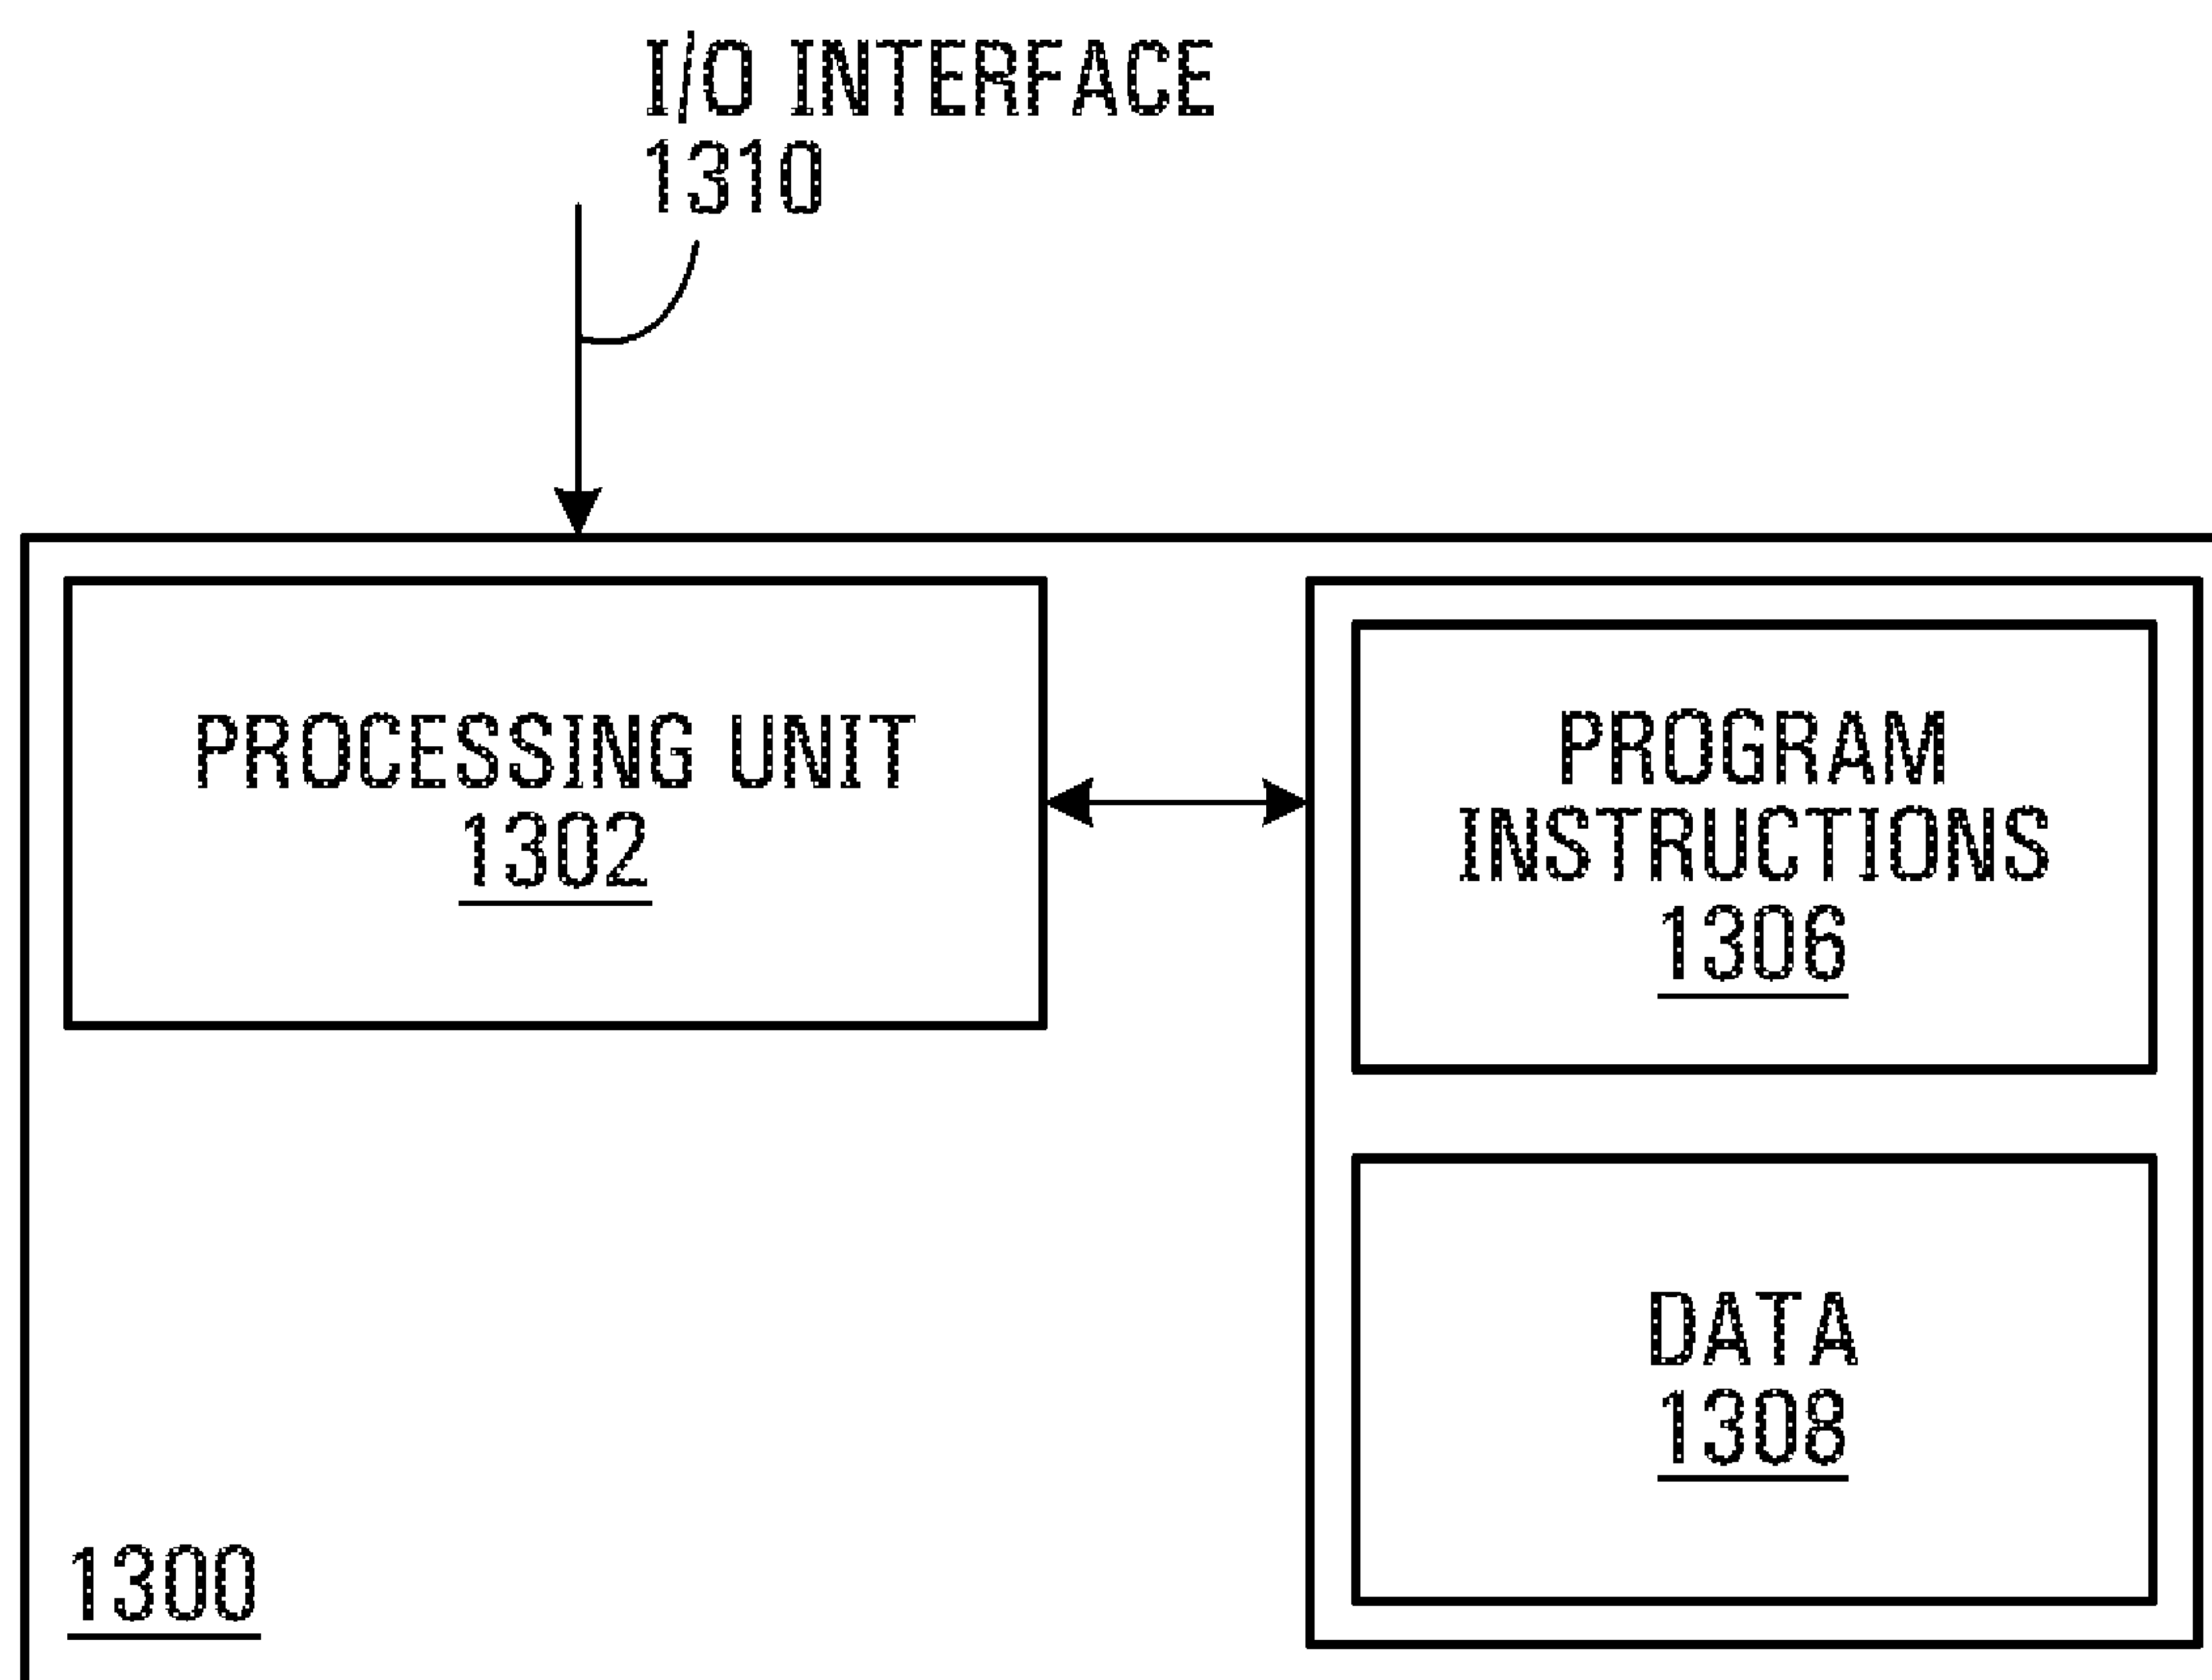 I/O INTERFACE
1310
PROCESSING UNIT
1302
PROGRAM
INSTRUCTIONS
1306
DATA
1308
1300